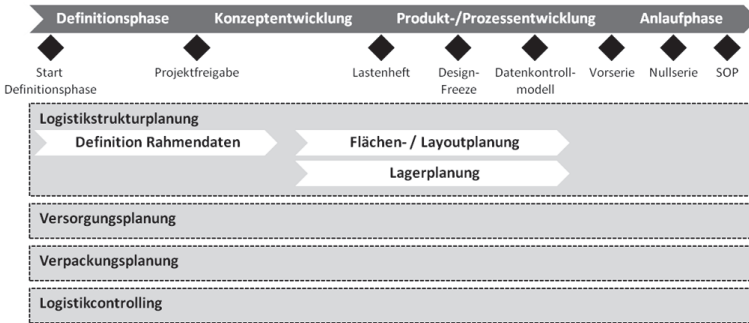 Definitionsphase Konzeptentwicklung Produkt-/Prozessentwicklung Anlaufphase
Start Definitionsphase
Projektfreigabe
Lastenheft
Design-
Freeze
Datenkontroll-
modell
Vorserie
Nullserie
SOP
Logistikstrukturplanung
Definition Rahmendaten
Flächen- / Layoutplanung
Lagerplanung
Versorgungsplanung
Verpackungsplanung
Logistikcontrolling